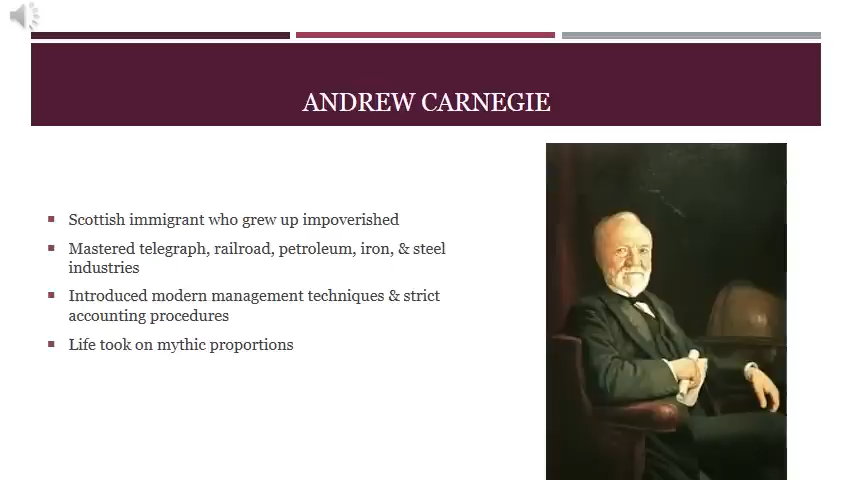 ANDREW CARNEGIE
Scottish immigrant who grew up impoverished
Mastered telegraph, railroad, petroleum, iron, & steel
industries
Introduced modern management techniques & strict
accounting procedures
Life took on mythic proportions